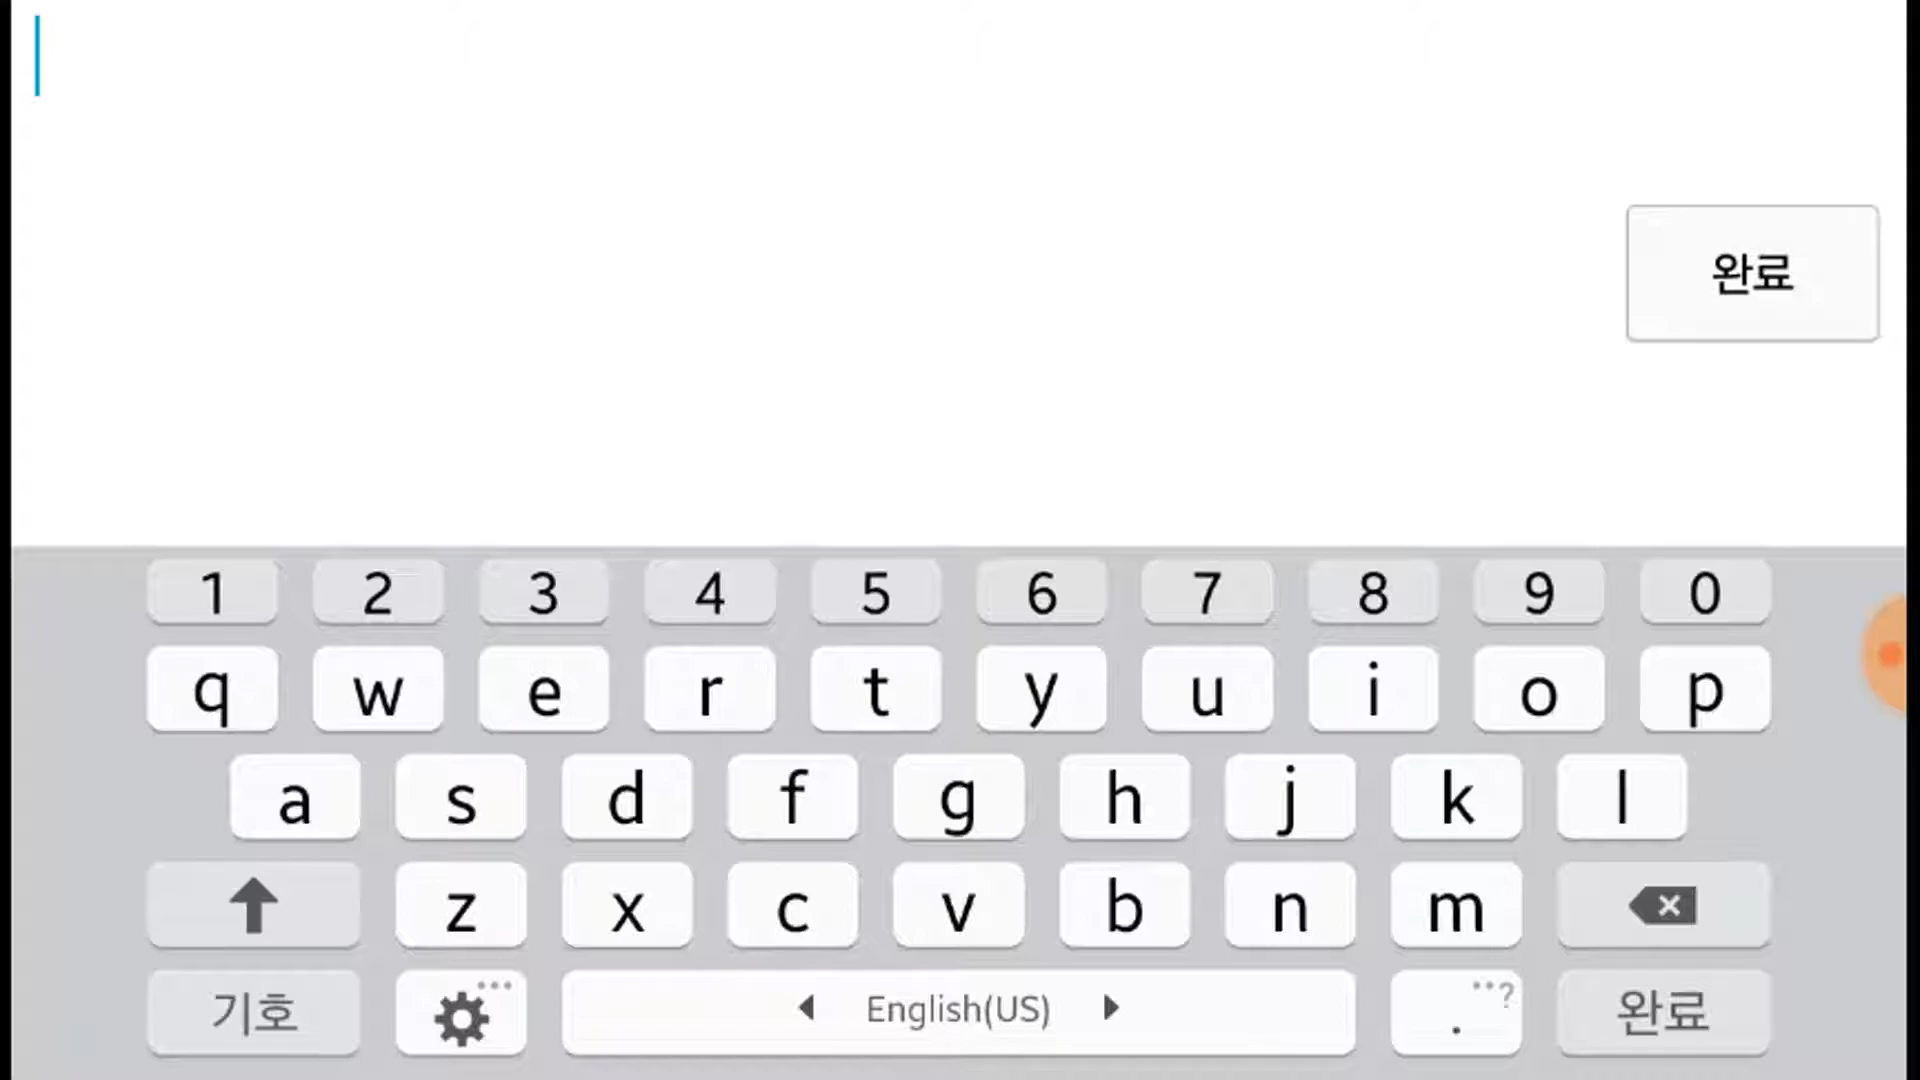 완료
1 2 3 4 5 6 7 8 9 0
q w e r t y u i o p
a s d f g h j k l
z x c v b n m
기호 English(US) . ? 완료